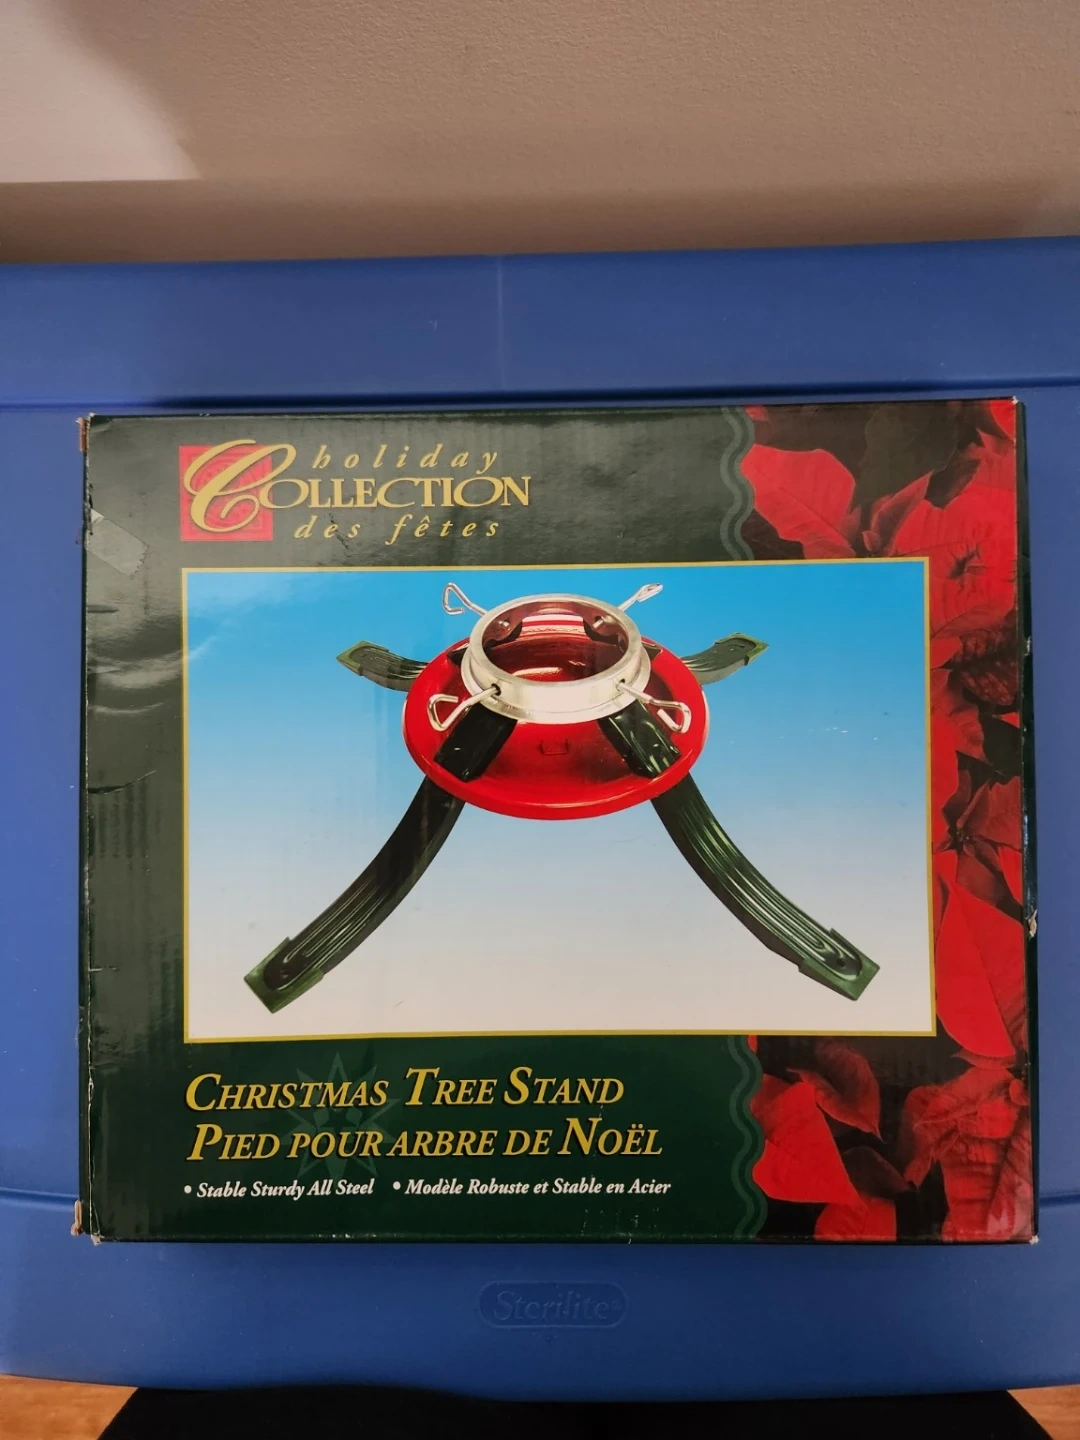 holiday
COLLECTION
des fêtes
CHRISTMAS TREE STAND
PIED POUR ARBRE DE NOËL
• Stable Sturdy All Steel • Modèle Robuste et Stable en Acier
Sterilite®